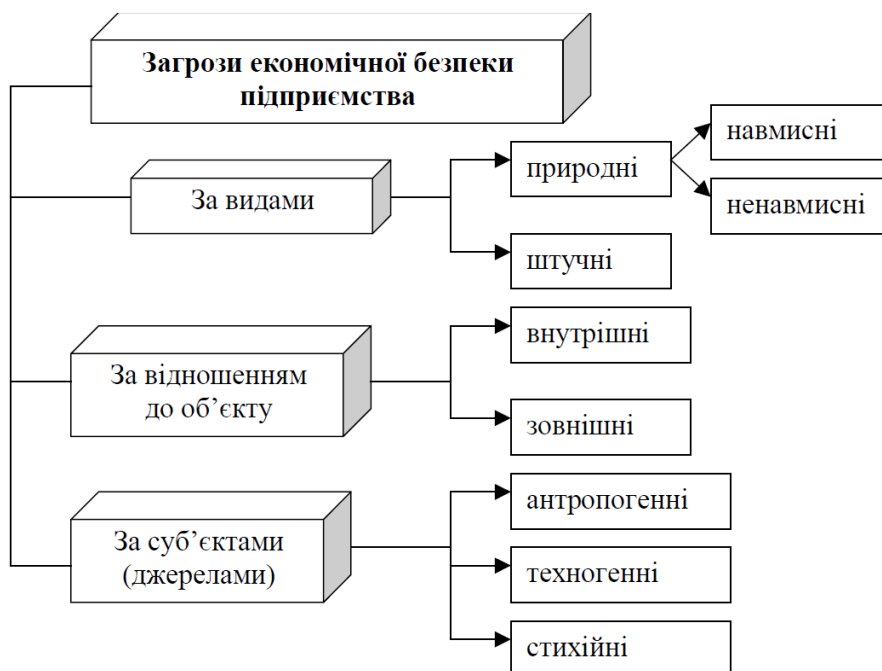 Загрози економічної безпеки
підприємства
За видами
природні
навмисні
ненавмисні
штучні
За відношенням
до об’єкту
внутрішні
зовнішні
За суб’єктами
(джерелами)
антропогенні
техногенні
стихійні